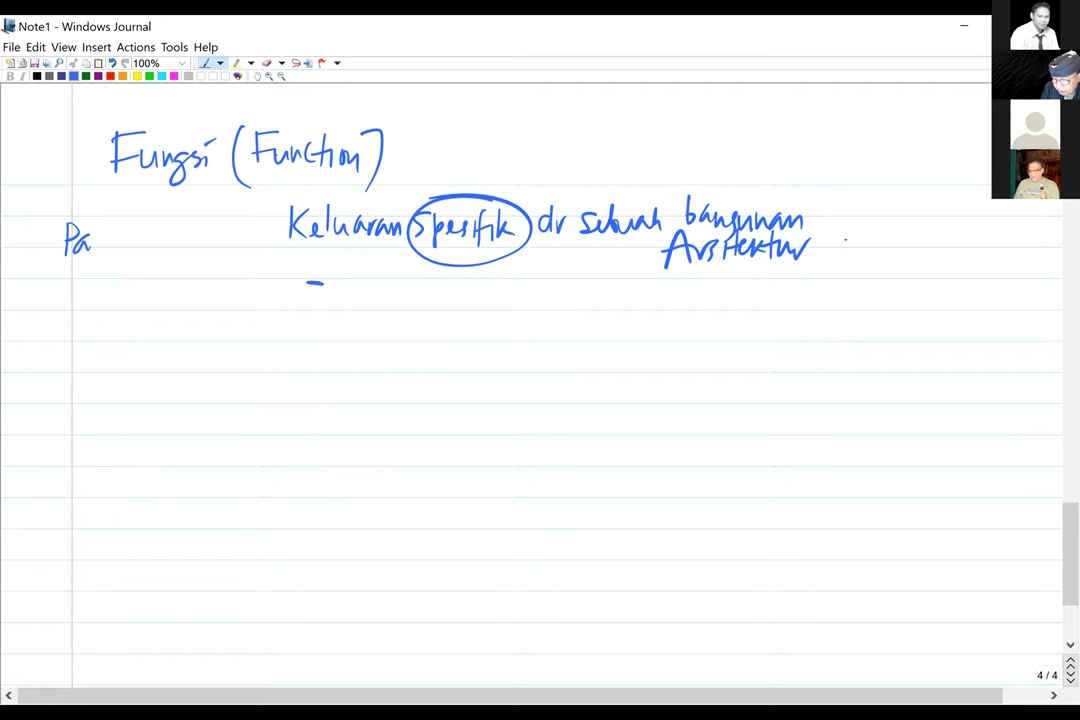 Note1 - Windows Journal
File Edit View Insert Actions Tools Help
100%
B I
Fungsi (Function)
Keluaran spesifik dr sebuah bangunan
Arsitektur
Pa
4 / 4